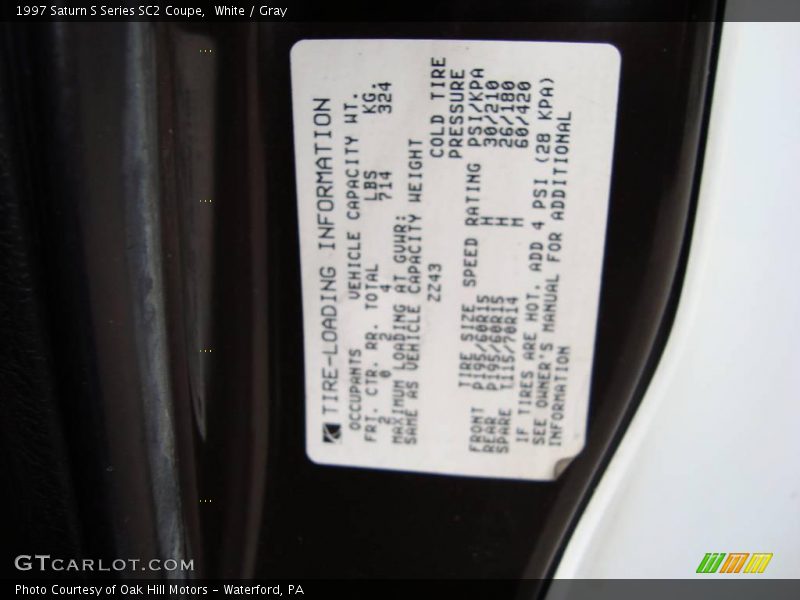 1997 Saturn S Series SC2 Coupe, White / Gray
TIRE-LOADING INFORMATION
OCCUPANTS VEHICLE CAPACITY WT.
FRT. CTR. RR. TOTAL LBS KG.
2 0 2 4 714 324
MAXIMUM LOADING AT GVWR:
SAME AS VEHICLE CAPACITY WEIGHT
ZZ43 COLD TIRE
PRESSURE
TIRE SIZE SPEED RATING PSI/KPA
FRONT P195/60R15 H 30/210
REAR P195/60R15 H 26/180
SPARE T115/70R14 M 60/420
IF TIRES ARE HOT, ADD 4 PSI (28 KPA)
SEE OWNER'S MANUAL FOR ADDITIONAL
INFORMATION
GTCARLOT.COM
Photo Courtesy of Oak Hill Motors - Waterford, PA